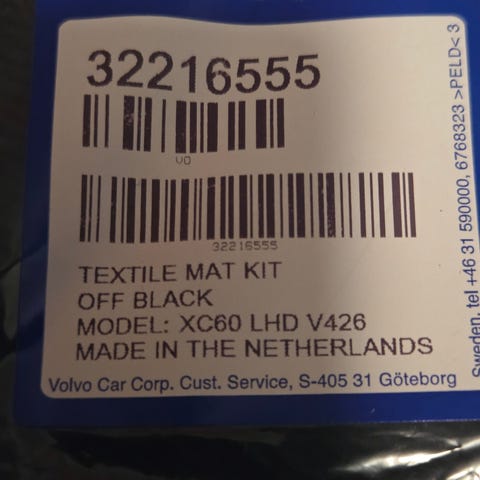 32216555
VO
32216555
TEXTILE MAT KIT
OFF BLACK
MODEL: XC60 LHD V426
MADE IN THE NETHERLANDS
Volvo Car Corp. Cust. Service, S-405 31 Göteborg
Sweden, tel +46 31 590000, 6768323 >PELD< 3